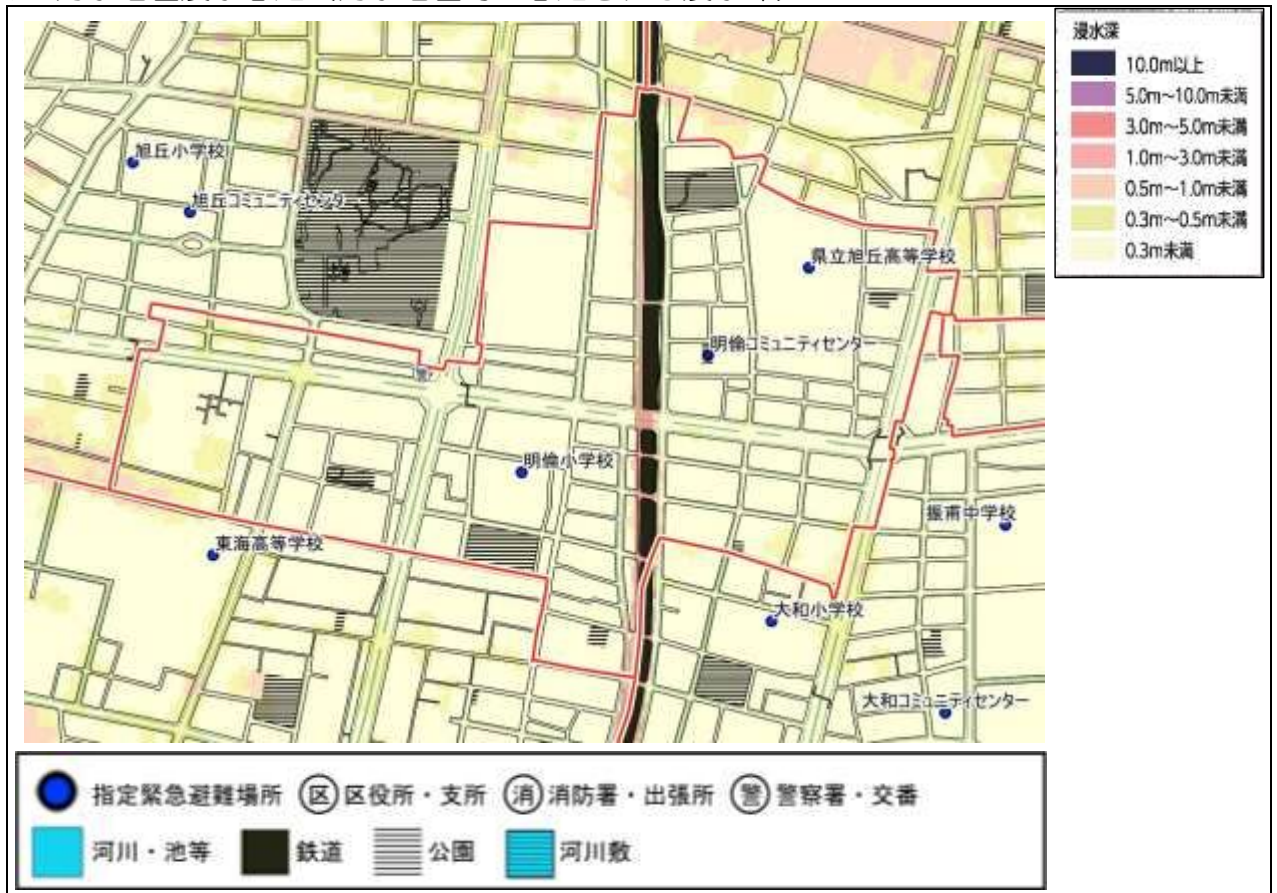 浸水深
10.0m以上
5.0m～10.0m未満
3.0m～5.0m未満
1.0m～3.0m未満
0.5m～1.0m未満
0.3m～0.5m未満
0.3m未満
旭丘小学校
旭丘コミュニティセンター
県立旭丘高等学校
明倫コミュニティセンター
警
明倫小学校
振甫中学校
東海高等学校
大和小学校
大和コミュニティセンター
指定緊急避難場所 区 区役所・支所 消 消防署・出張所 警 警察署・交番
河川・池等 鉄道 公園 河川敷